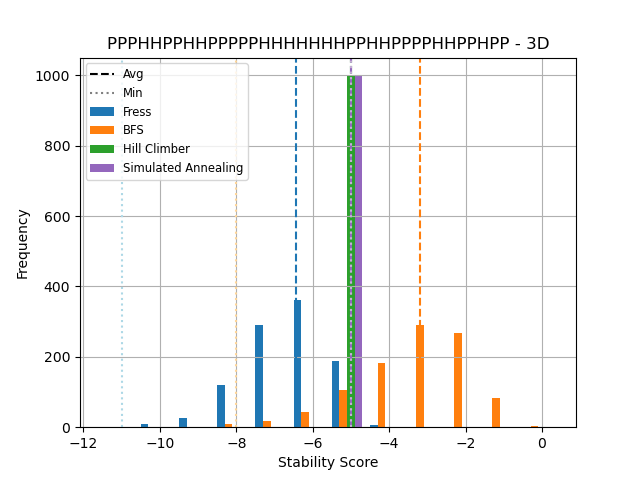 PPPHHPPHHPPPPPHHHHHHHPPHHPPPPHHPPHPP - 3D
Avg
Min
Fress
BFS
Hill Climber
Simulated Annealing
1000
800
600
400
200
0
Frequency
−12 −10 −8 −6 −4 −2 0
Stability Score